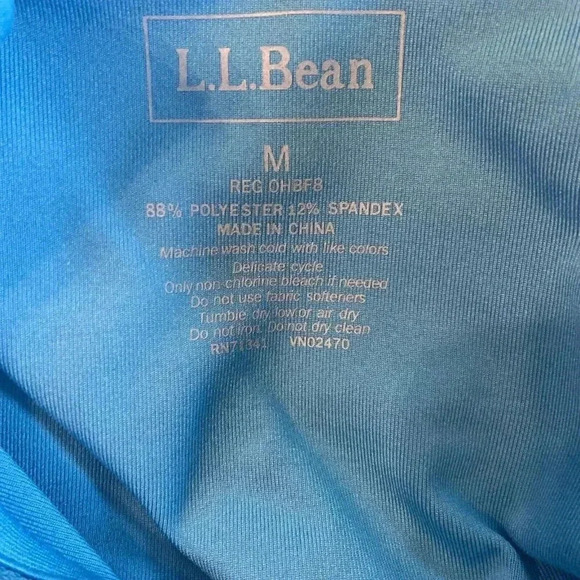 L.L.Bean
M
REG OHBF8
88% POLYESTER 12% SPANDEX
MADE IN CHINA
Machine wash cold with like colors
Delicate cycle
Only non-chlorine bleach if needed
Do not use fabric softeners
Tumble dry low or air dry
Do not iron. Do not dry clean
RN71341 VN02470